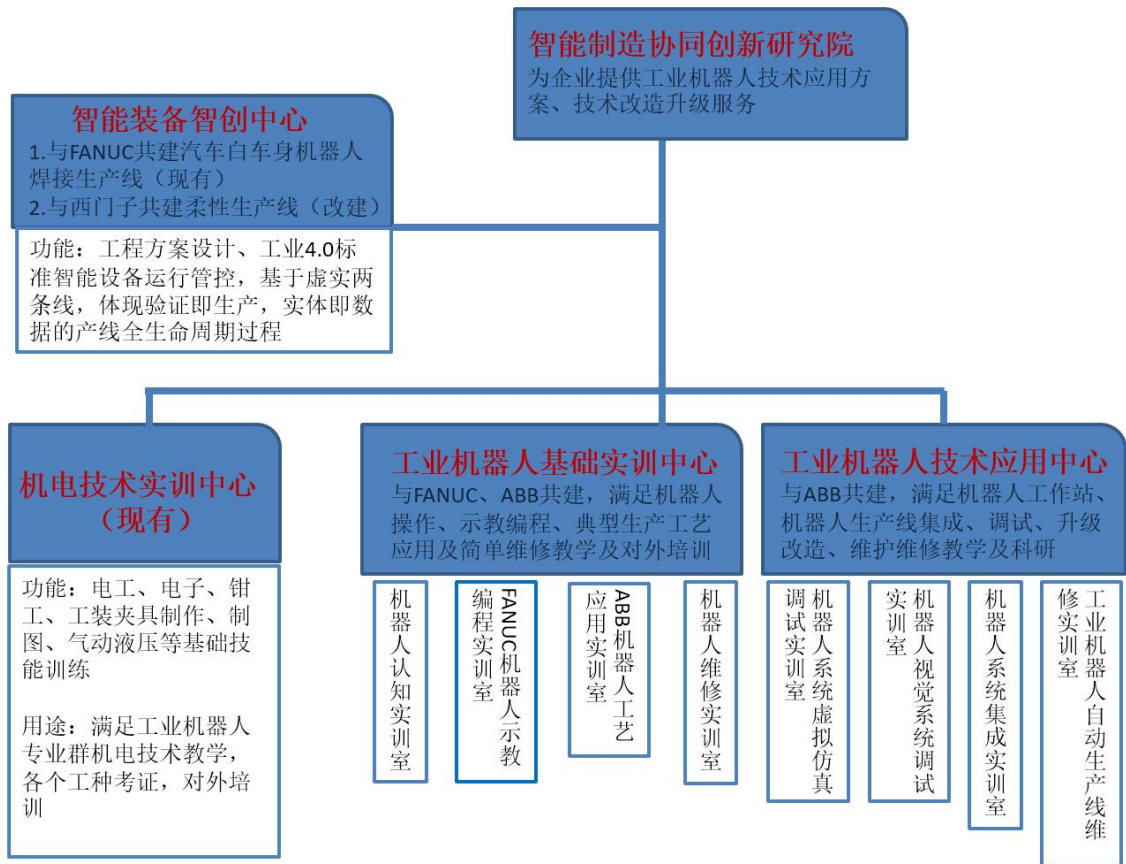 智能制造协同创新研究院
为企业提供工业机器人技术应用方
案、技术改造升级服务
智能装备智创中心
1.与FANUC共建汽车白车身机器人
焊接生产线（现有）
2.与西门子共建柔性生产线（改建）
功能：工程方案设计、工业4.0标
准智能设备运行管控，基于虚实两
条线，体现验证即生产，实体即数
据的产线全生命周期过程
机电技术实训中心
（现有）
功能：电工、电子、钳
工、工装夹具制作、制
图、气动液压等基础技
能训练
用途：满足工业机器人
专业群机电技术教学，
各个工种考证，对外培
训
工业机器人基础实训中心
与FANUC、ABB共建，满足机器人
操作、示教编程、典型生产工艺
应用及简单维修教学及对外培训
机器人认知实训室
FANUC机器人示教
编程实训室
ABB机器人工艺
应用实训室
机器人维修实训室
工业机器人技术应用中心
与ABB共建，满足机器人工作站、
机器人生产线集成、调试、升级
改造、维护维修教学及科研
机器人系统虚拟仿真
调试实训室
机器人视觉系统调试
实训室
机器人系统集成实训室
工业机器人自动生产线维
修实训室